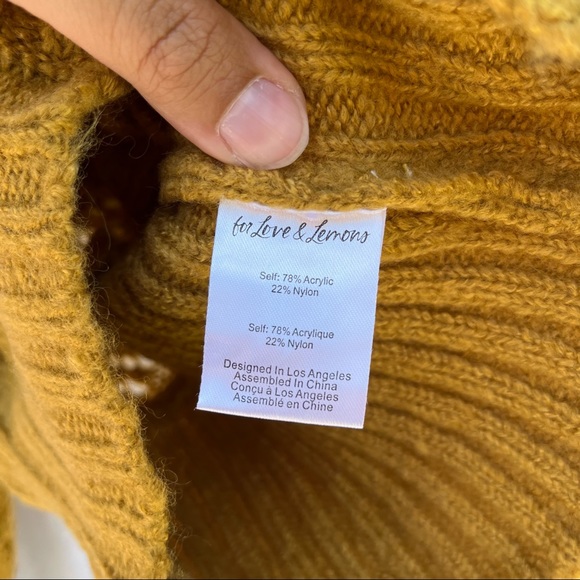 for Love & Lemons
Self: 78% Acrylic
22% Nylon
Self: 78% Acrylique
22% Nylon
Designed In Los Angeles
Assembled In China
Conçu à Los Angeles
Assemblé en Chine